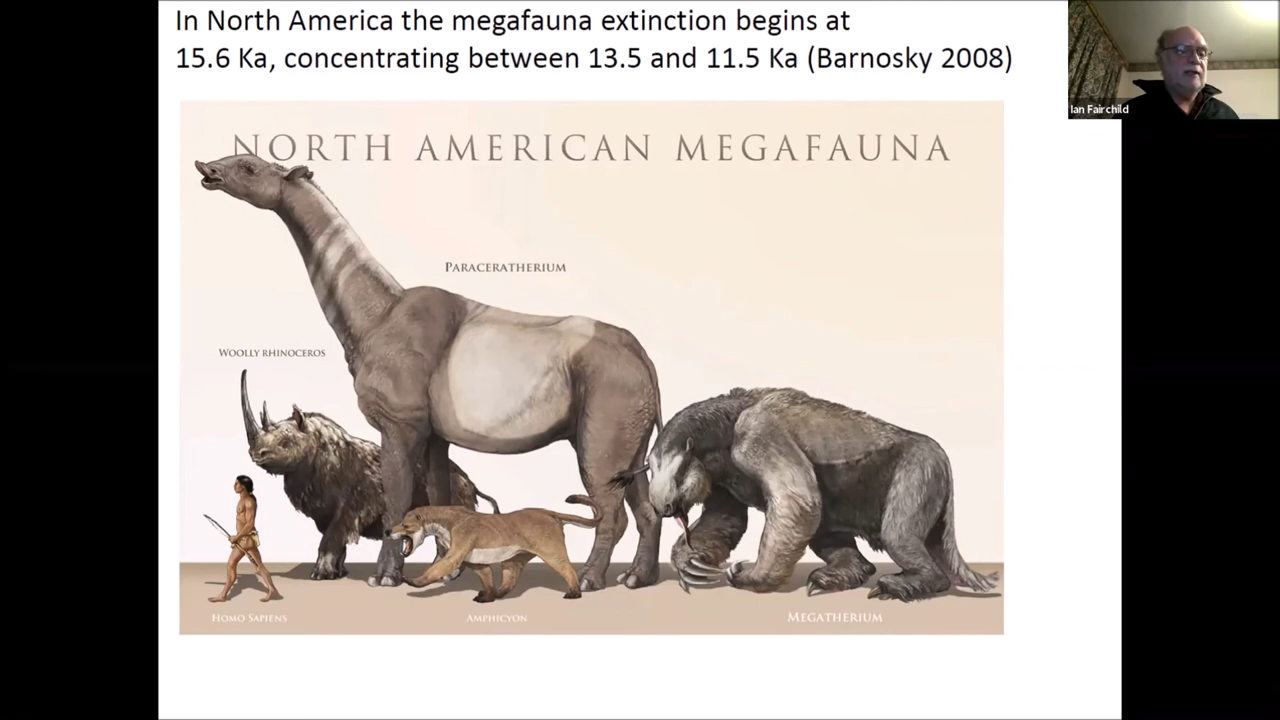 In North America the megafauna extinction begins at
15.6 Ka, concentrating between 13.5 and 11.5 Ka (Barnosky 2008)
Ian Fairchild
NORTH AMERICAN MEGAFAUNA
PARACERATHERIUM
WOOLLY RHINOCEROS
HOMO SAPIENS
AMPHICYON
MEGATHERIUM